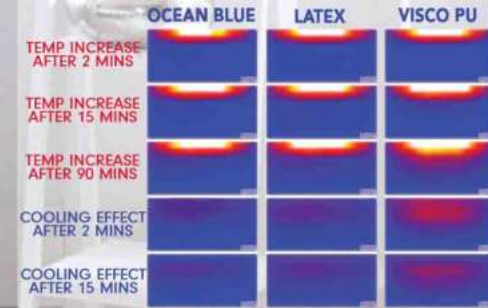 OCEAN BLUE LATEX VISCO PU
TEMP INCREASE
AFTER 2 MINS
TEMP INCREASE
AFTER 15 MINS
TEMP INCREASE
AFTER 90 MINS
COOLING EFFECT
AFTER 2 MINS
COOLING EFFECT
AFTER 15 MINS